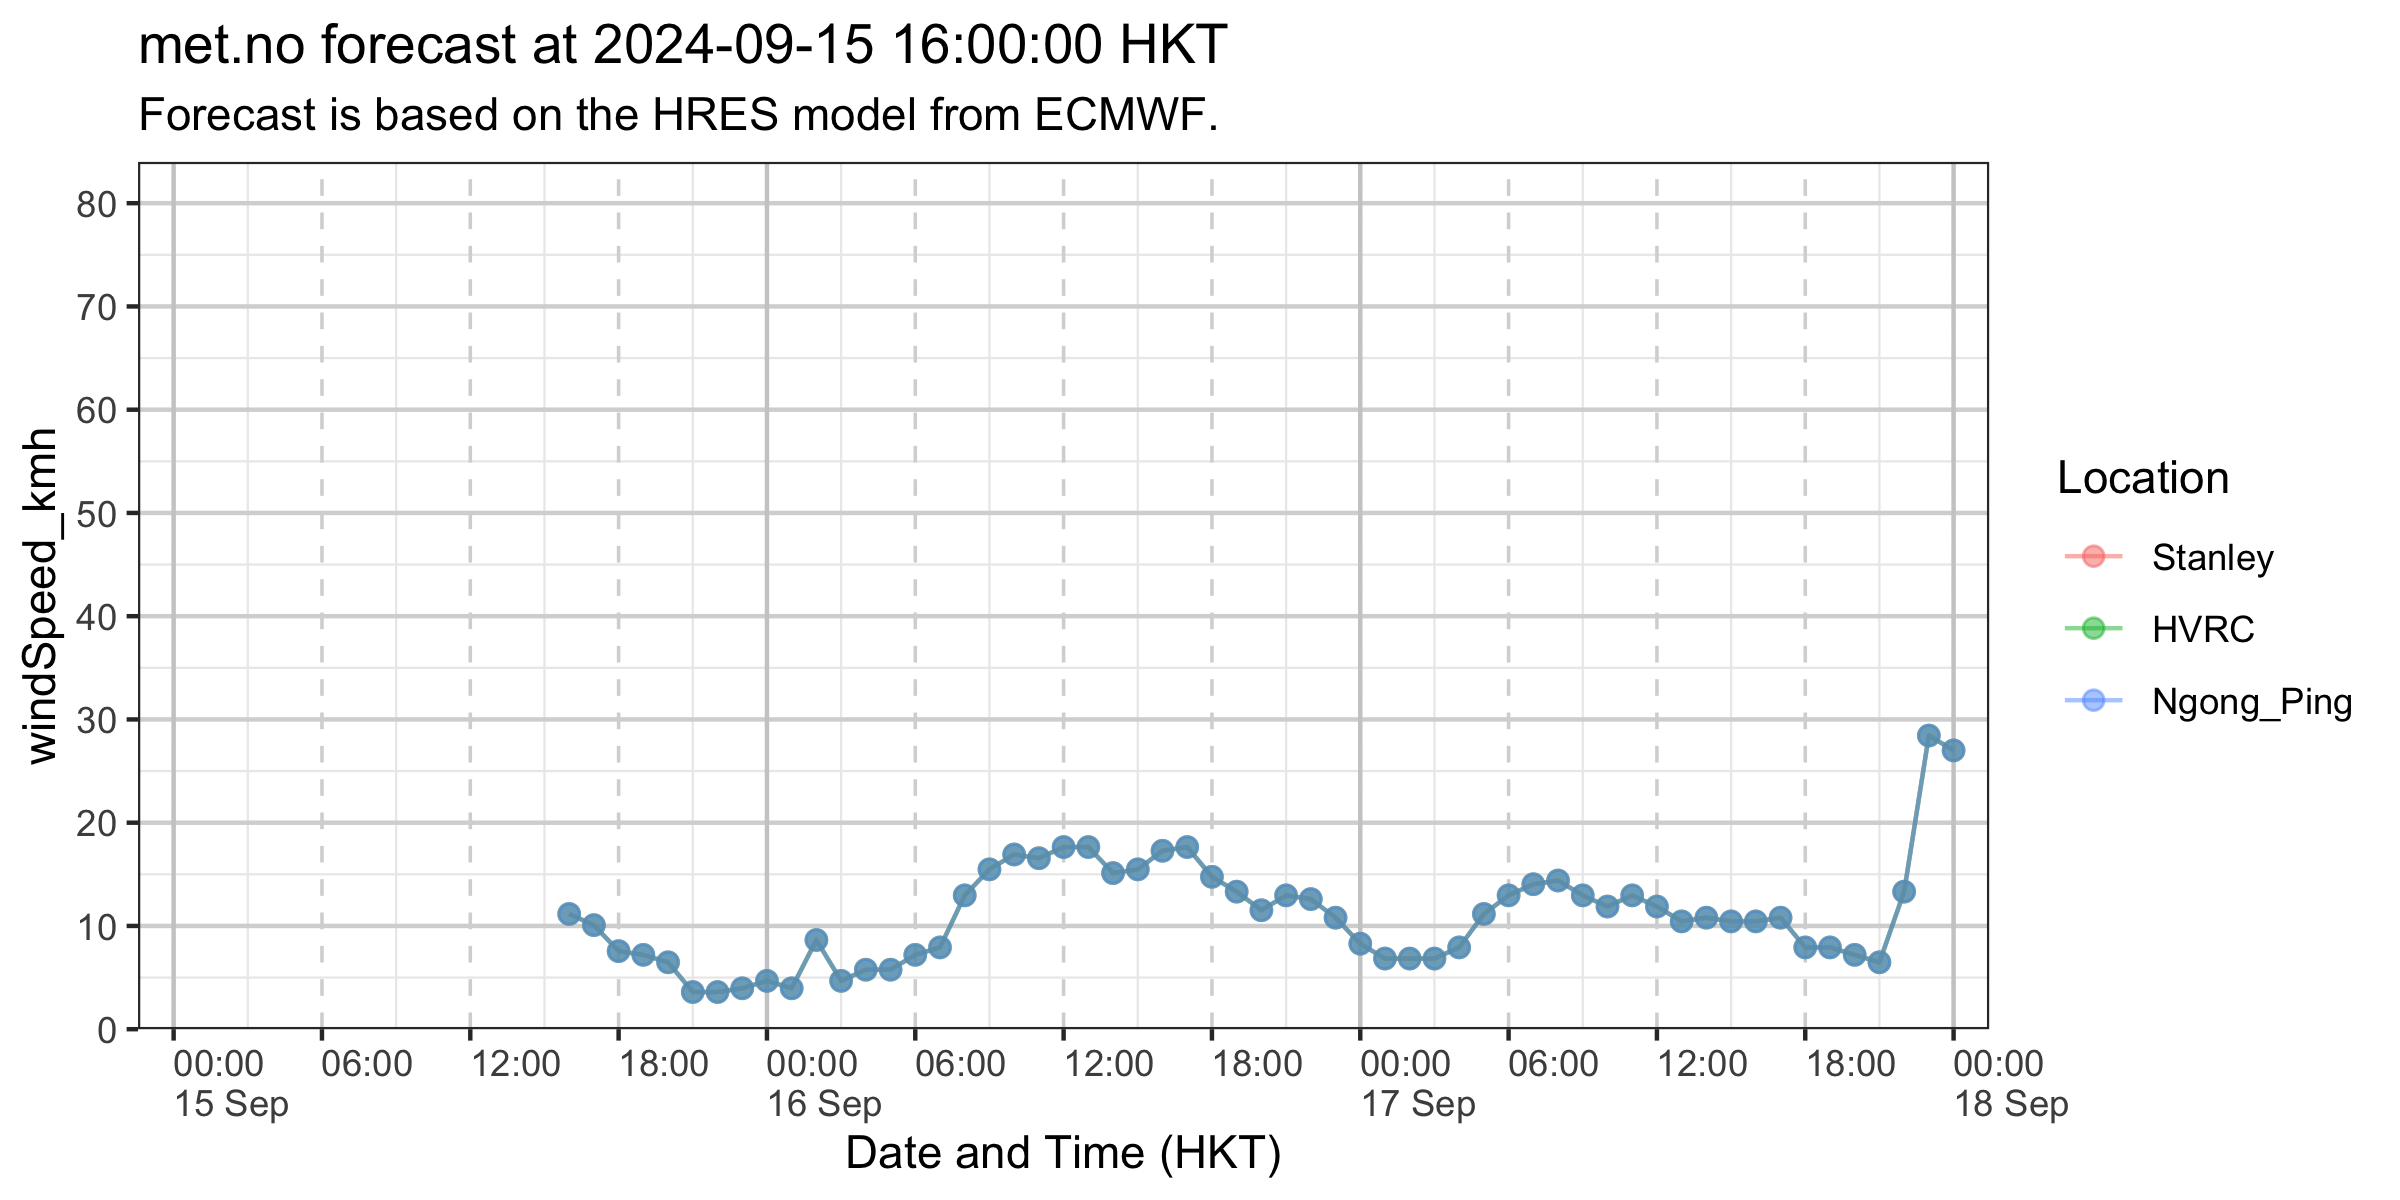 met.no forecast at 2024-09-15 16:00:00 HKT
Forecast is based on the HRES model from ECMWF.
windSpeed_kmh
80
70
60
50
40
30
20
10
0
00:00 06:00 12:00 18:00 00:00 06:00 12:00 18:00 00:00 06:00 12:00 18:00 00:00
15 Sep 16 Sep 17 Sep 18 Sep
Date and Time (HKT)
Location
Stanley
HVRC
Ngong_Ping